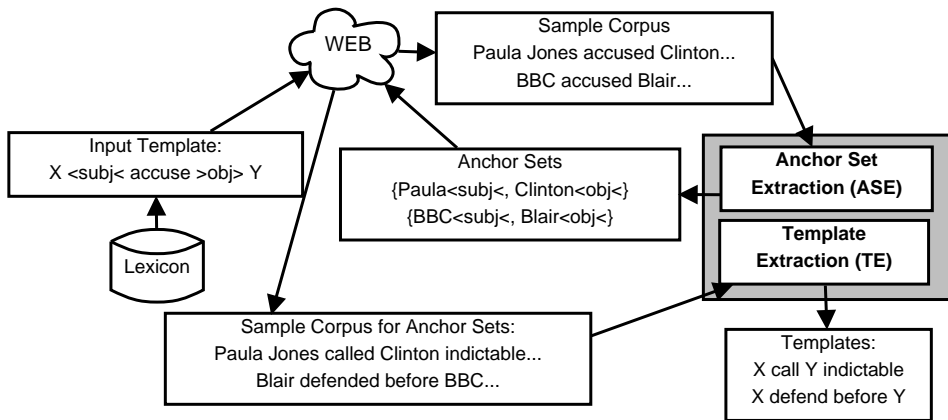 WEB
Sample Corpus
Paula Jones accused Clinton...
BBC accused Blair...
Input Template:
X <subj< accuse >obj> Y
Anchor Sets
{Paula<subj<, Clinton<obj<}
{BBC<subj<, Blair<obj<}
Anchor Set
Extraction (ASE)
Template
Extraction (TE)
Lexicon
Sample Corpus for Anchor Sets:
Paula Jones called Clinton indictable...
Blair defended before BBC...
Templates:
X call Y indictable
X defend before Y